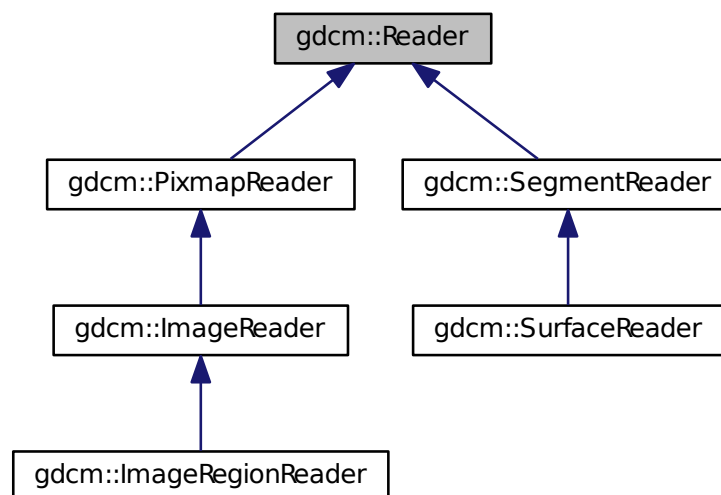 gdcm::Reader
gdcm::PixmapReader
gdcm::SegmentReader
gdcm::ImageReader
gdcm::SurfaceReader
gdcm::ImageRegionReader